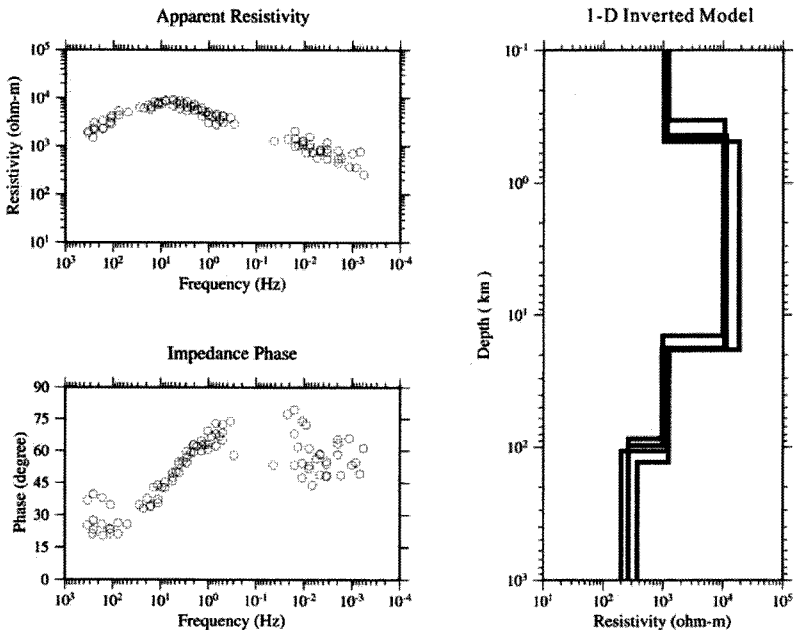 Apparent Resistivity
10^5
10^4
10^3
10^2
10^1
Resistivity (ohm-m)
10^3 10^2 10^1 10^0 10^-1 10^-2 10^-3 10^-4
Frequency (Hz)
Impedance Phase
90
75
60
45
30
15
0
Phase (degree)
10^3 10^2 10^1 10^0 10^-1 10^-2 10^-3 10^-4
Frequency (Hz)
1-D Inverted Model
10^-1
10^0
10^1
10^2
10^3
Depth ( km )
10^1 10^2 10^3 10^4 10^5
Resistivity (ohm-m)